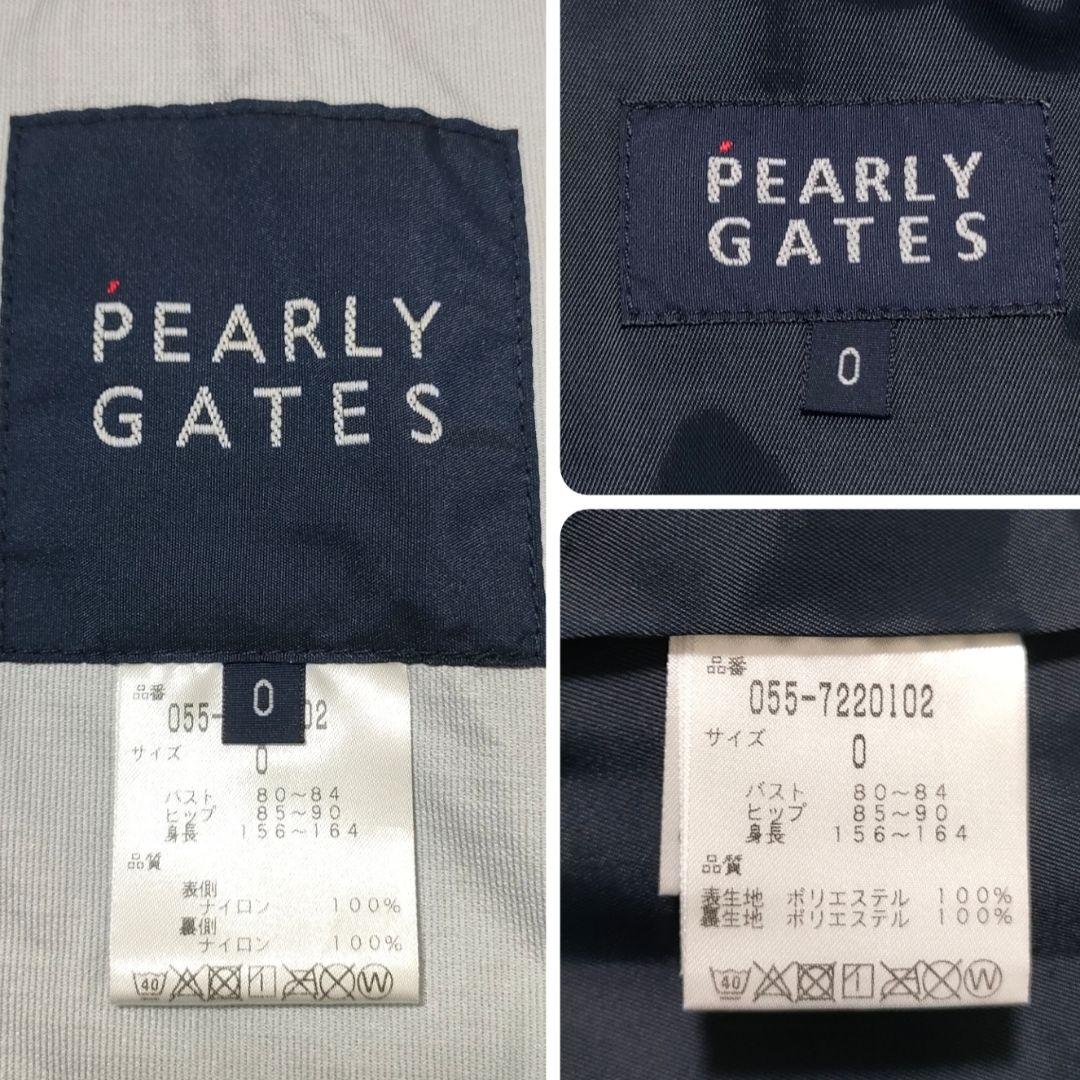 PEARLY
GATES
0
品番
055-
02
サイズ
0
バスト 80～84
ヒップ 85～90
身長 156～164
品質
表側
ナイロン 100%
裏側
ナイロン 100%
40
W
PEARLY
GATES
0
品番
055-7220102
サイズ
0
バスト 80～84
ヒップ 85～90
身長 156～164
品質
表生地 ポリエステル 100%
裏生地 ポリエステル 100%
40
W